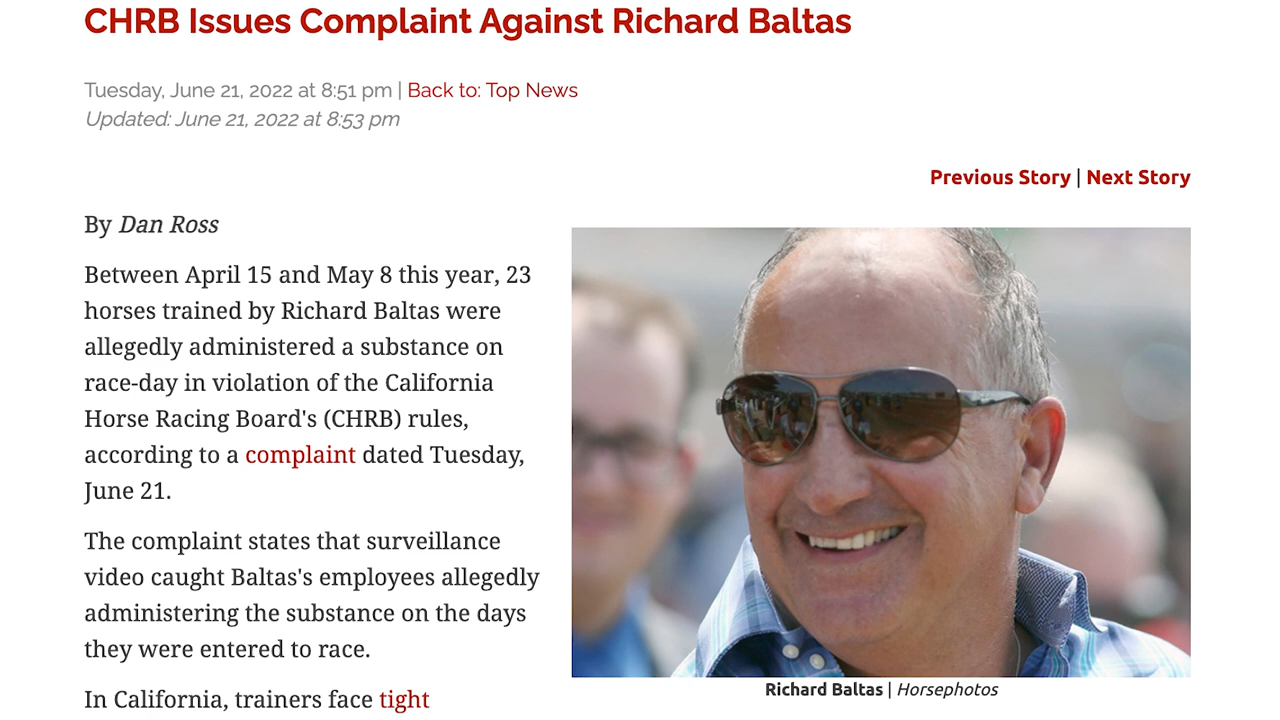 CHRB Issues Complaint Against Richard Baltas
Tuesday, June 21, 2022 at 8:51 pm | Back to: Top News
Updated: June 21, 2022 at 8:53 pm
Previous Story | Next Story
By Dan Ross
Between April 15 and May 8 this year, 23
horses trained by Richard Baltas were
allegedly administered a substance on
race-day in violation of the California
Horse Racing Board's (CHRB) rules,
according to a complaint dated Tuesday,
June 21.
The complaint states that surveillance
video caught Baltas's employees allegedly
administering the substance on the days
they were entered to race.
In California, trainers face tight
Richard Baltas | Horsephotos